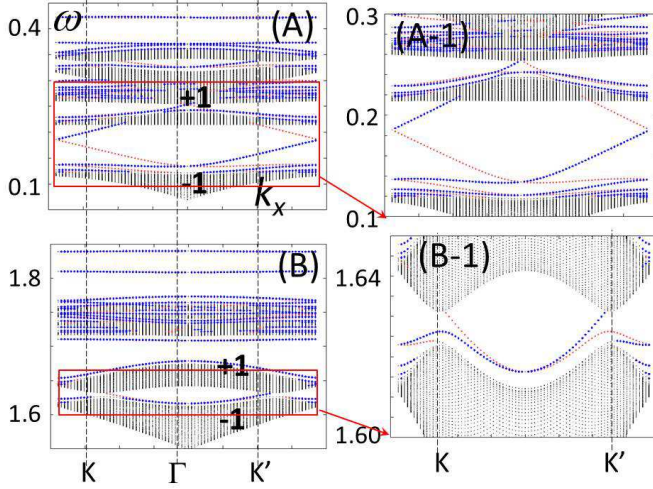 0.4
ω
(A)
+1
-1
0.1
k_x
0.3
(A-1)
0.2
0.1
1.8
(B)
+1
-1
1.6
K
Γ
K'
(B-1)
1.64
1.60
K
K'